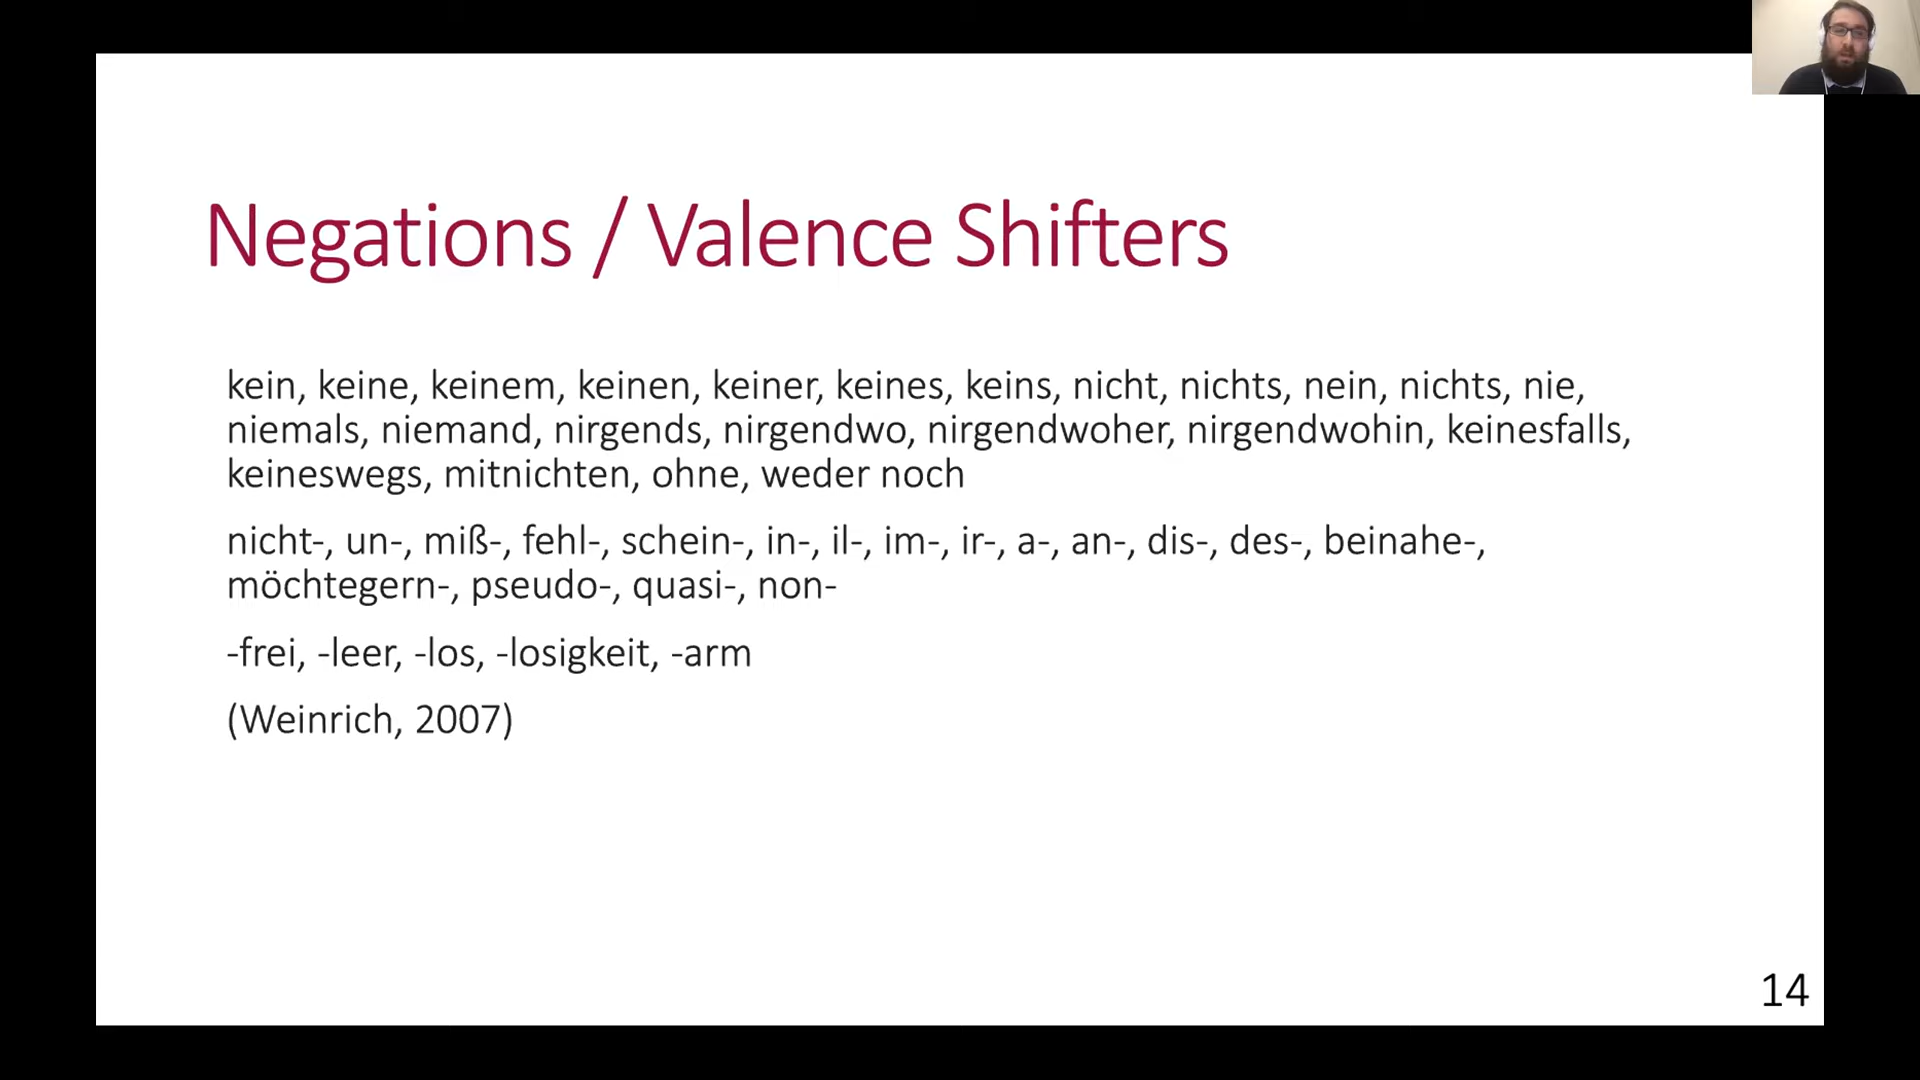 Negations / Valence Shifters
kein, keine, keinem, keinen, keiner, keines, keins, nicht, nichts, nein, nichts, nie,
niemals, niemand, nirgends, nirgendwo, nirgendwoher, nirgendwohin, keinesfalls,
keineswegs, mitnichten, ohne, weder noch
nicht-, un-, miß-, fehl-, schein-, in-, il-, im-, ir-, a-, an-, dis-, des-, beinahe-,
möchtegern-, pseudo-, quasi-, non-
-frei, -leer, -los, -losigkeit, -arm
(Weinrich, 2007)
14